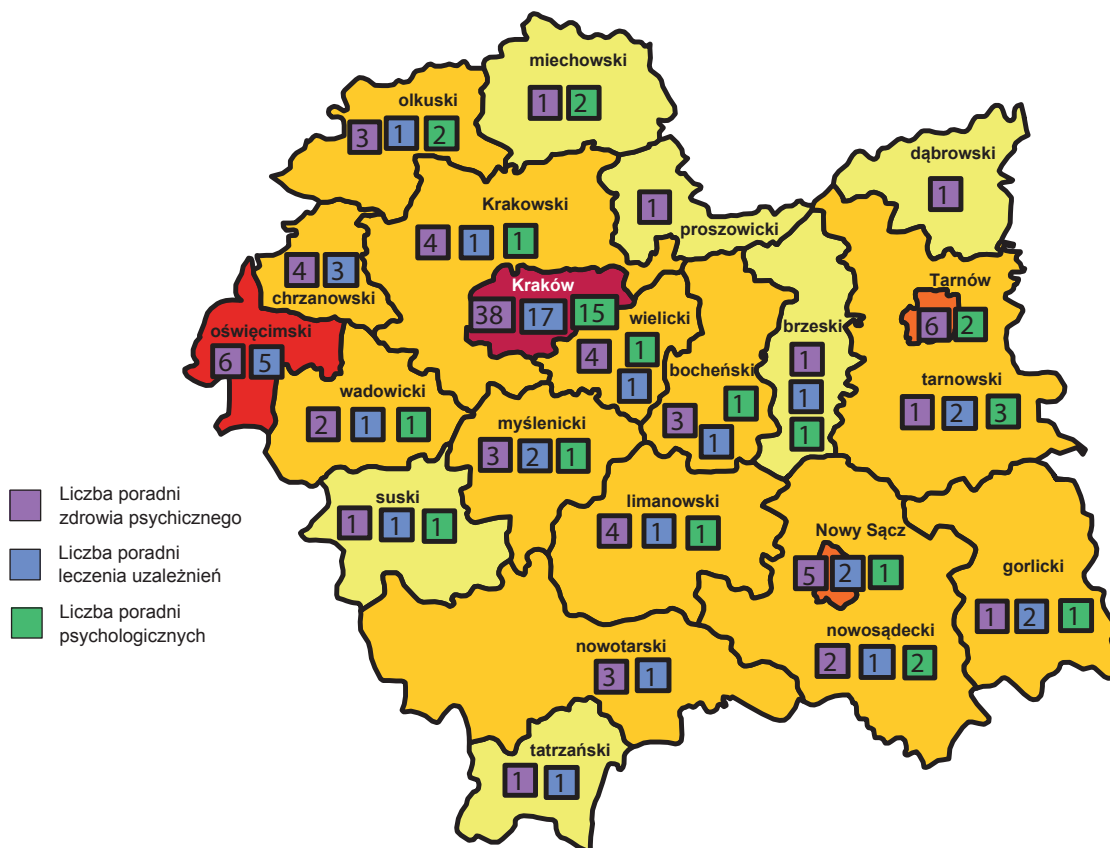 miechowski
1 2
olkuski
3 1 2
dąbrowski
1
Krakowski
4 1 1
1
proszowicki
4 3
chrzanowski
Kraków
38 17 15
Tarnów
6 2
oświęcimski
6 5
wielicki
4 1
1
brzeski
1
1
1
bocheński
1
3
1
wadowicki
2 1 1
tarnowski
1 2 3
myślenicki
3 2 1
suski
1 1 1
limanowski
4 1 1
Nowy Sącz
5 2 1
gorlicki
1 2 1
nowosądecki
2 1 2
nowotarski
3 1
tatrzański
1 1
Liczba poradni
zdrowia psychicznego
Liczba poradni
leczenia uzależnień
Liczba poradni
psychologicznych